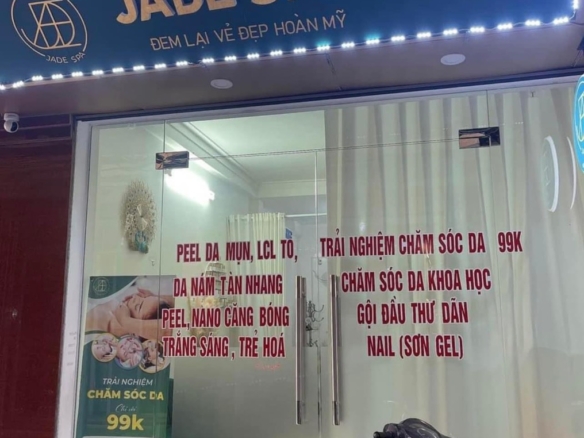 JADE
JADE SPA
ĐEM LẠI VẺ ĐẸP HOÀN MỸ
PEEL DA MỤN, LCL TO,
DA NÁM TÀN NHANG
PEEL, NANO CĂNG BÓNG
TRẮNG SÁNG, TRẺ HOÁ
TRẢI NGHIỆM CHĂM SÓC DA 99K
CHĂM SÓC DA KHOA HỌC
GỘI ĐẦU THƯ DÃN
NAIL (SƠN GEL)
TRẢI NGHIỆM
CHĂM SÓC DA
99k